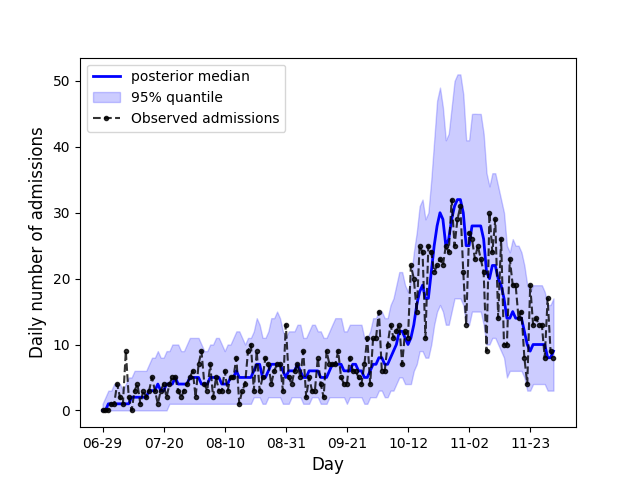 posterior median
95% quantile
Observed admissions
Daily number of admissions
50
40
30
20
10
0
06-29 07-20 08-10 08-31 09-21 10-12 11-02 11-23
Day